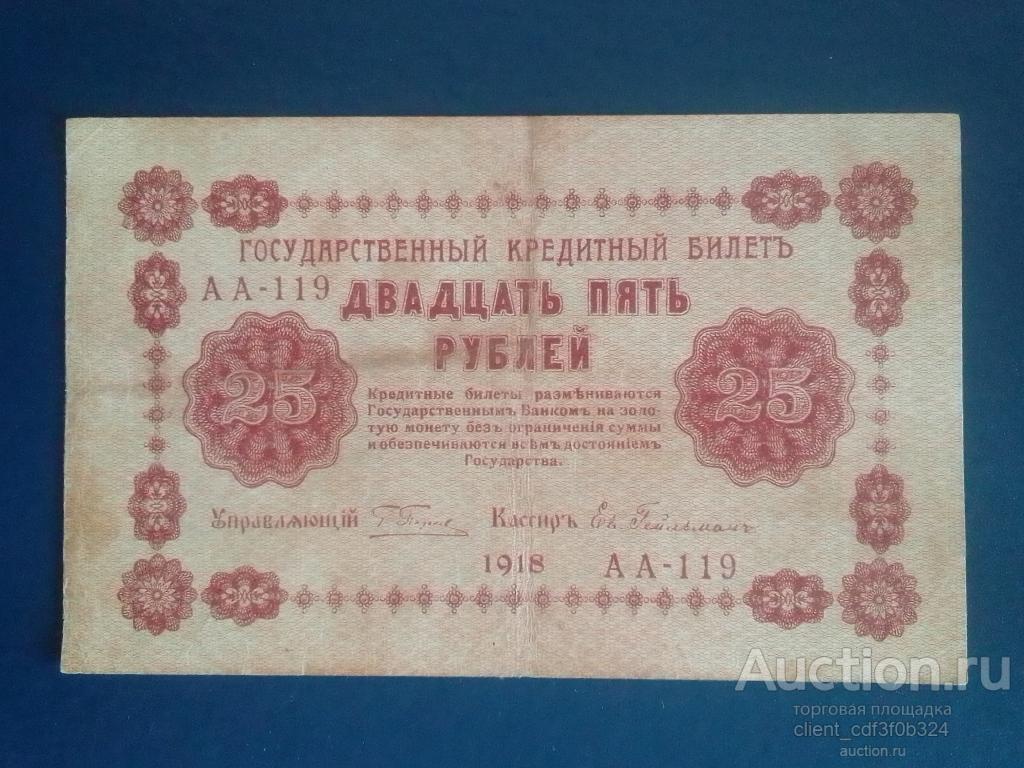 ГОСУДАРСТВЕННЫЙ КРЕДИТНЫЙ БИЛЕТЪ
АА-119
ДВАДЦАТЬ ПЯТЬ
РУБЛЕЙ
25
25
Кредитные билеты размѣниваются
Государственнымъ Банкомъ на золо-
тую монету безъ ограниченія суммы
и обезпечиваются всѣмъ достояніемъ
Государства.
Управляющій
Кассиръ Ев. Гейльманъ
1918 АА-119
Auction.ru
торговая площадка
client_cdf3f0b324
auction.ru